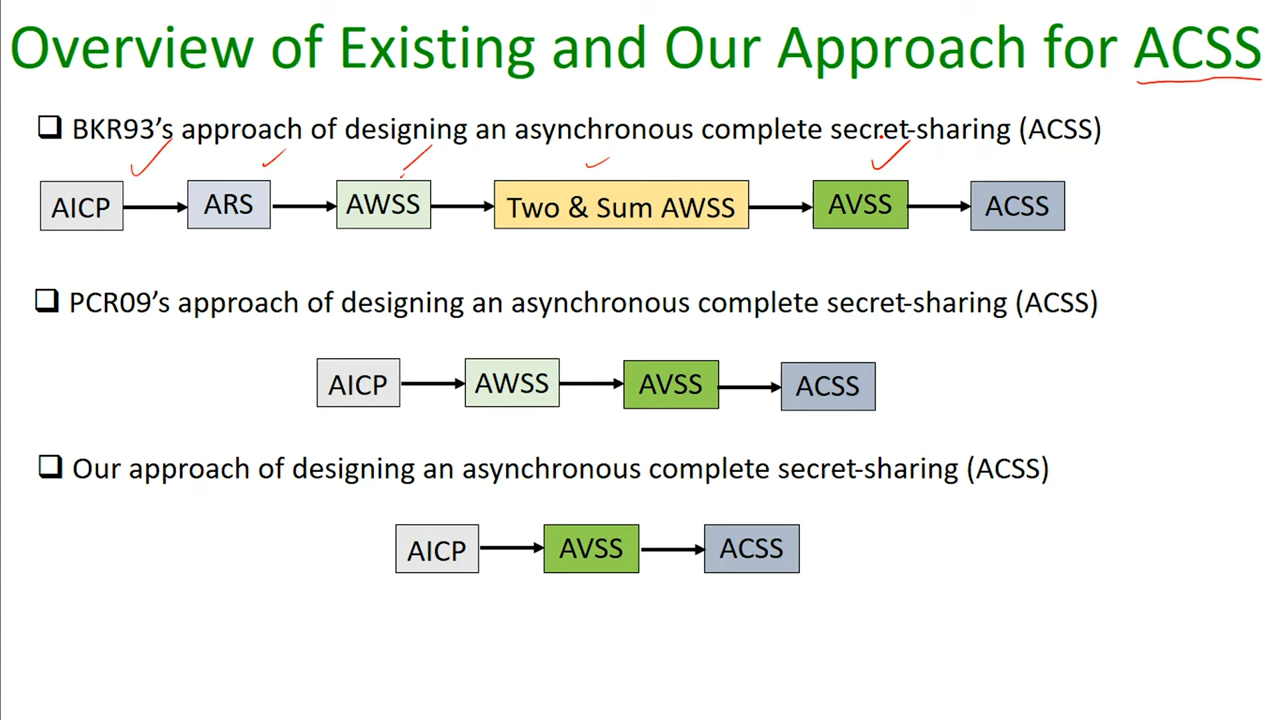 Overview of Existing and Our Approach for ACSS
❑ BKR93's approach of designing an asynchronous complete secret-sharing (ACSS)
AICP ARS AWSS Two & Sum AWSS AVSS ACSS
❑ PCR09's approach of designing an asynchronous complete secret-sharing (ACSS)
AICP AWSS AVSS ACSS
❑ Our approach of designing an asynchronous complete secret-sharing (ACSS)
AICP AVSS ACSS